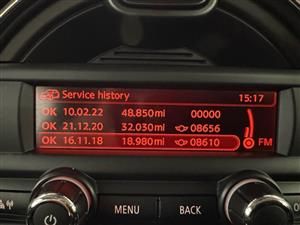 Service history 15:17
OK 10.02.22 48.850mi 00000
OK 21.12.20 32.030mi 08656
OK 16.11.18 18.980mi 08610
FM
MENU BACK